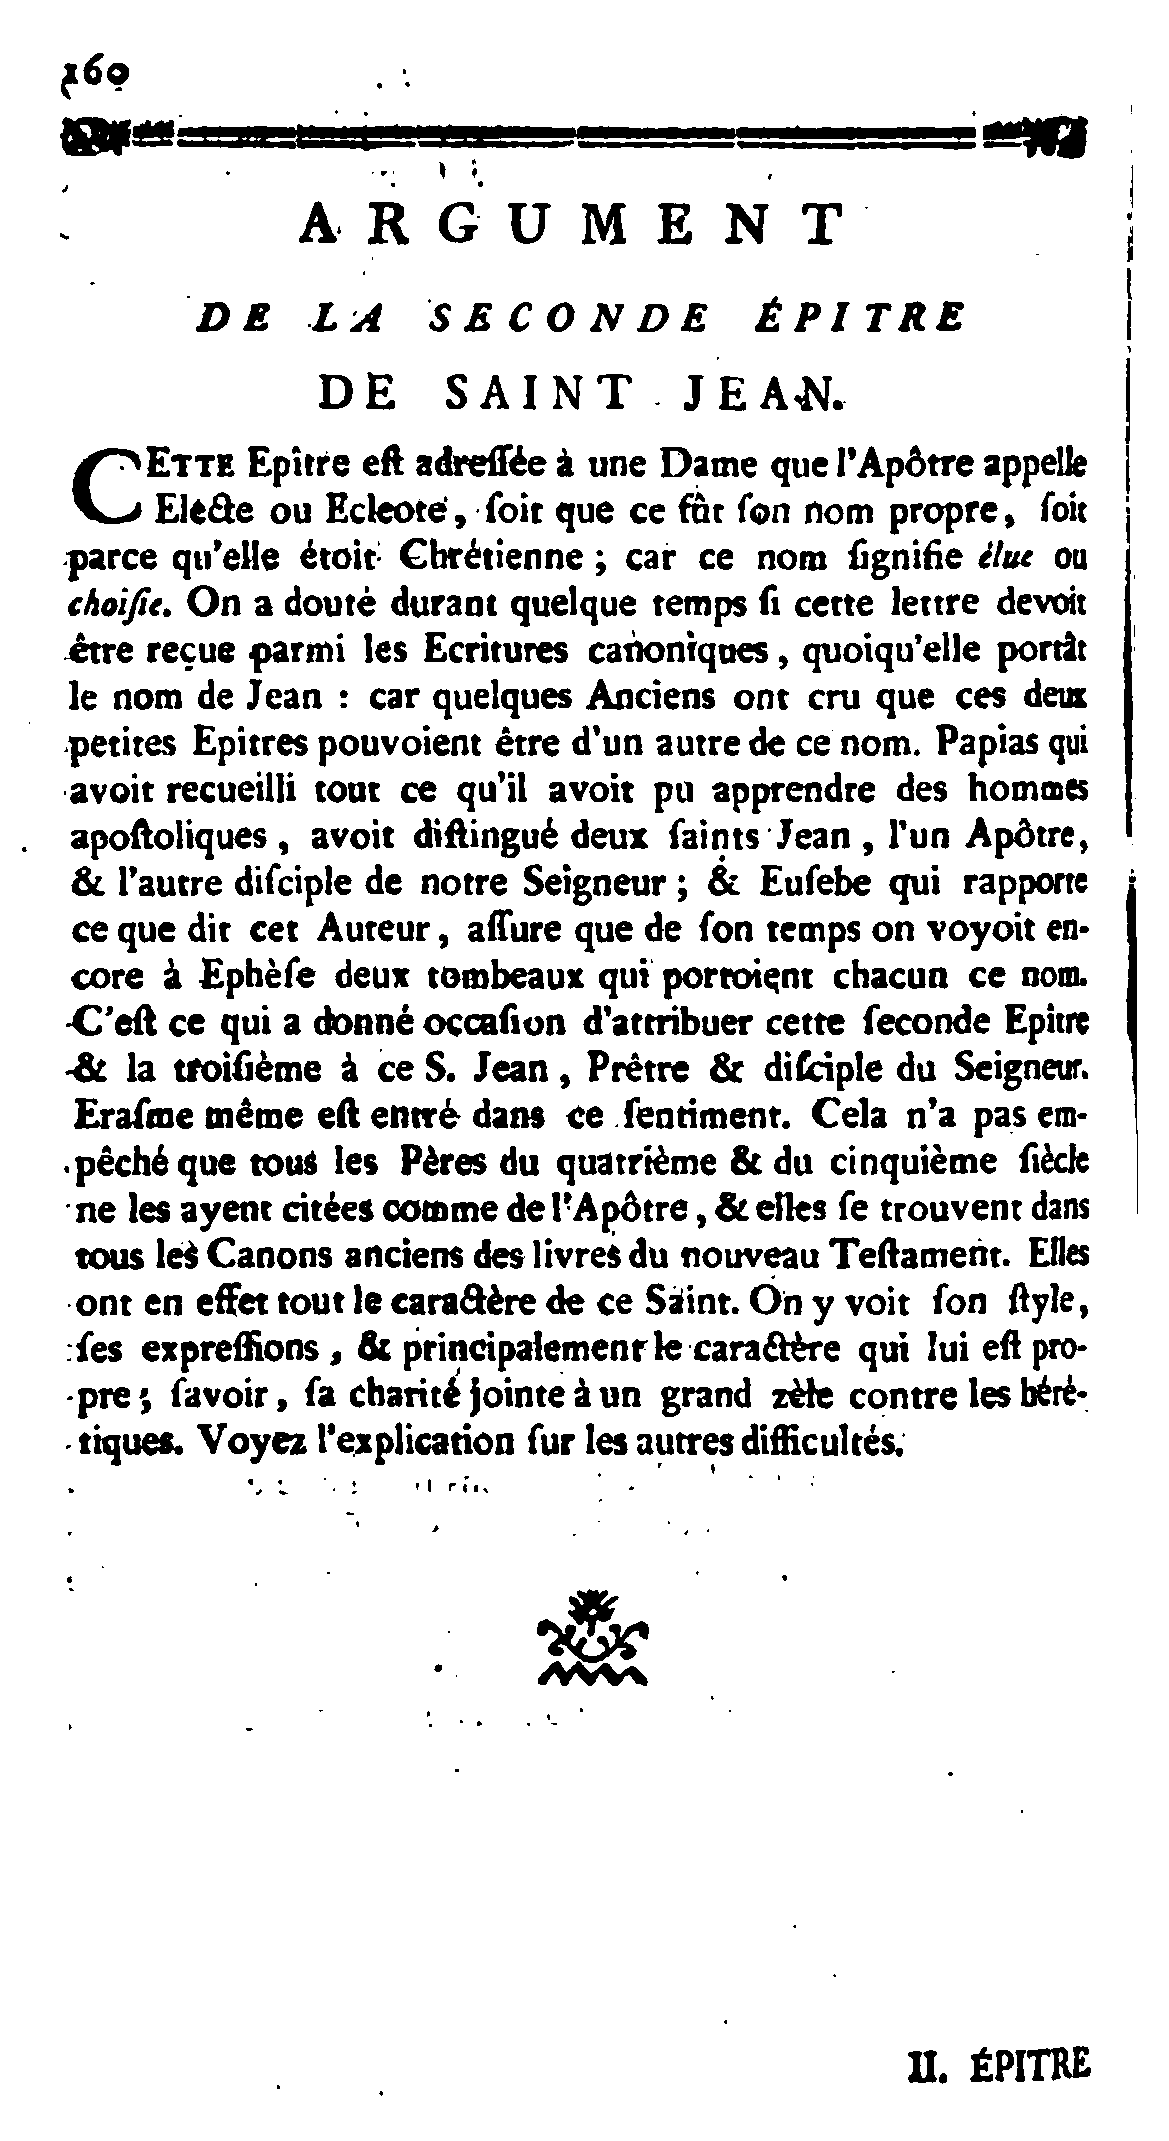 160
ARGUMENT
DE LA SECONDE ÉPITRE
DE SAINT JEAN.
CETTE Epître eſt adreſſée à une Dame que l'Apôtre appelle
Electe ou Ecleote, ſoit que ce fût ſon nom propre, ſoit
parce qu'elle étoit Chrétienne ; car ce nom ſignifie élue ou
choiſie. On a douté durant quelque temps ſi cette lettre devoit
être reçue parmi les Ecritures canoniques, quoiqu'elle portât
le nom de Jean : car quelques Anciens ont cru que ces deux
petites Epitres pouvoient être d'un autre de ce nom. Papias qui
avoit recueilli tout ce qu'il avoit pu apprendre des hommes
apoſtoliques, avoit diſtingué deux ſaints Jean, l'un Apôtre,
& l'autre diſciple de notre Seigneur ; & Euſebe qui rapporte
ce que dit cet Auteur, aſſure que de ſon temps on voyoit en-
core à Ephèſe deux tombeaux qui portoient chacun ce nom.
C'eſt ce qui a donné occaſion d'attribuer cette ſeconde Epitre
& la troiſième à ce S. Jean, Prêtre & diſciple du Seigneur.
Eraſme même eſt entré dans ce ſentiment. Cela n'a pas em-
pêché que tous les Pères du quatrième & du cinquième ſiècle
ne les ayent citées comme de l'Apôtre, & elles ſe trouvent dans
tous les Canons anciens des livres du nouveau Teſtament. Elles
ont en effet tout le caractère de ce Saint. On y voit ſon ſtyle,
ſes expreſſions, & principalement le caractère qui lui eſt pro-
pre ; ſavoir, ſa charité jointe à un grand zèle contre les héré-
tiques. Voyez l'explication ſur les autres difficultés.
II. ÉPITRE